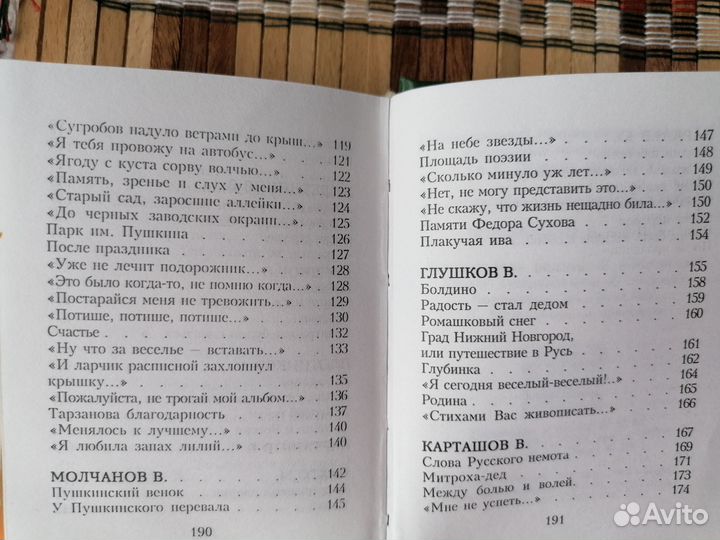 «Сугробов надуло ветрами до крыш...» 119
«Я тебя провожу на автобус...» . . . . 121
«Ягоду с куста сорву волчью...» . . . . 122
«Память, зренье и слух у меня...» . . . 123
«Старый сад, заросшие аллейки...» . . . 124
«До черных заводских окраин...» . . . . 125
Парк им. Пушкина . . . . . . . 126
После праздника . . . . . . . 127
«Уже не лечит подорожник...» . . . . 128
«Это было когда-то, не помню когда...» . 128
«Постарайся меня не тревожить...» . . . 129
«Потише, потише, потише...» . . . . 130
Счастье . . . . . . . . . 132
«Ну что за веселье — вставать...» . . . 133
«И ларчик расписной захлопнул
крышку...» . . . . . . . . 135
«Пожалуйста, не трогай мой альбом...» . 136
Тарзанова благодарность . . . . . 137
«Менялось к лучшему...» . . . . . 140
«Я любила запах лилий...» . . . . . 140
МОЛЧАНОВ В. . . . . . . . 142
Пушкинский венок . . . . . . . 144
У Пушкинского перевала . . . . . 145
190
«На небе звезды...» . . . . . . . 147
Площадь поэзии . . . . . . . 148
«Сколько минуло уж лет...» . . . . . 149
«Нет, не могу представить это...» . . . 150
«Не скажу, что жизнь нещадно била...» . 150
Памяти Федора Сухова . . . . . . 152
Плакучая ива . . . . . . . . 154
ГЛУШКОВ В. . . . . . . . 155
Болдино . . . . . . . . . 158
Радость — стал дедом . . . . . . 159
Ромашковый снег . . . . . . . 160
Град Нижний Новгород,
или путешествие в Русь . . . . . . 161
Глубинка . . . . . . . . . 162
«Я сегодня веселый-веселый!..» . . . . 164
Родина . . . . . . . . . 165
«Стихами Вас живописать...» . . . . 166
КАРТАШОВ В. . . . . . . . 167
Слова Русского немота . . . . . . 169
Митроха-дед . . . . . . . . 171
Между болью и волей. . . . . . . 173
«Мне не успеть...» . . . . . . . 174
191
Avito